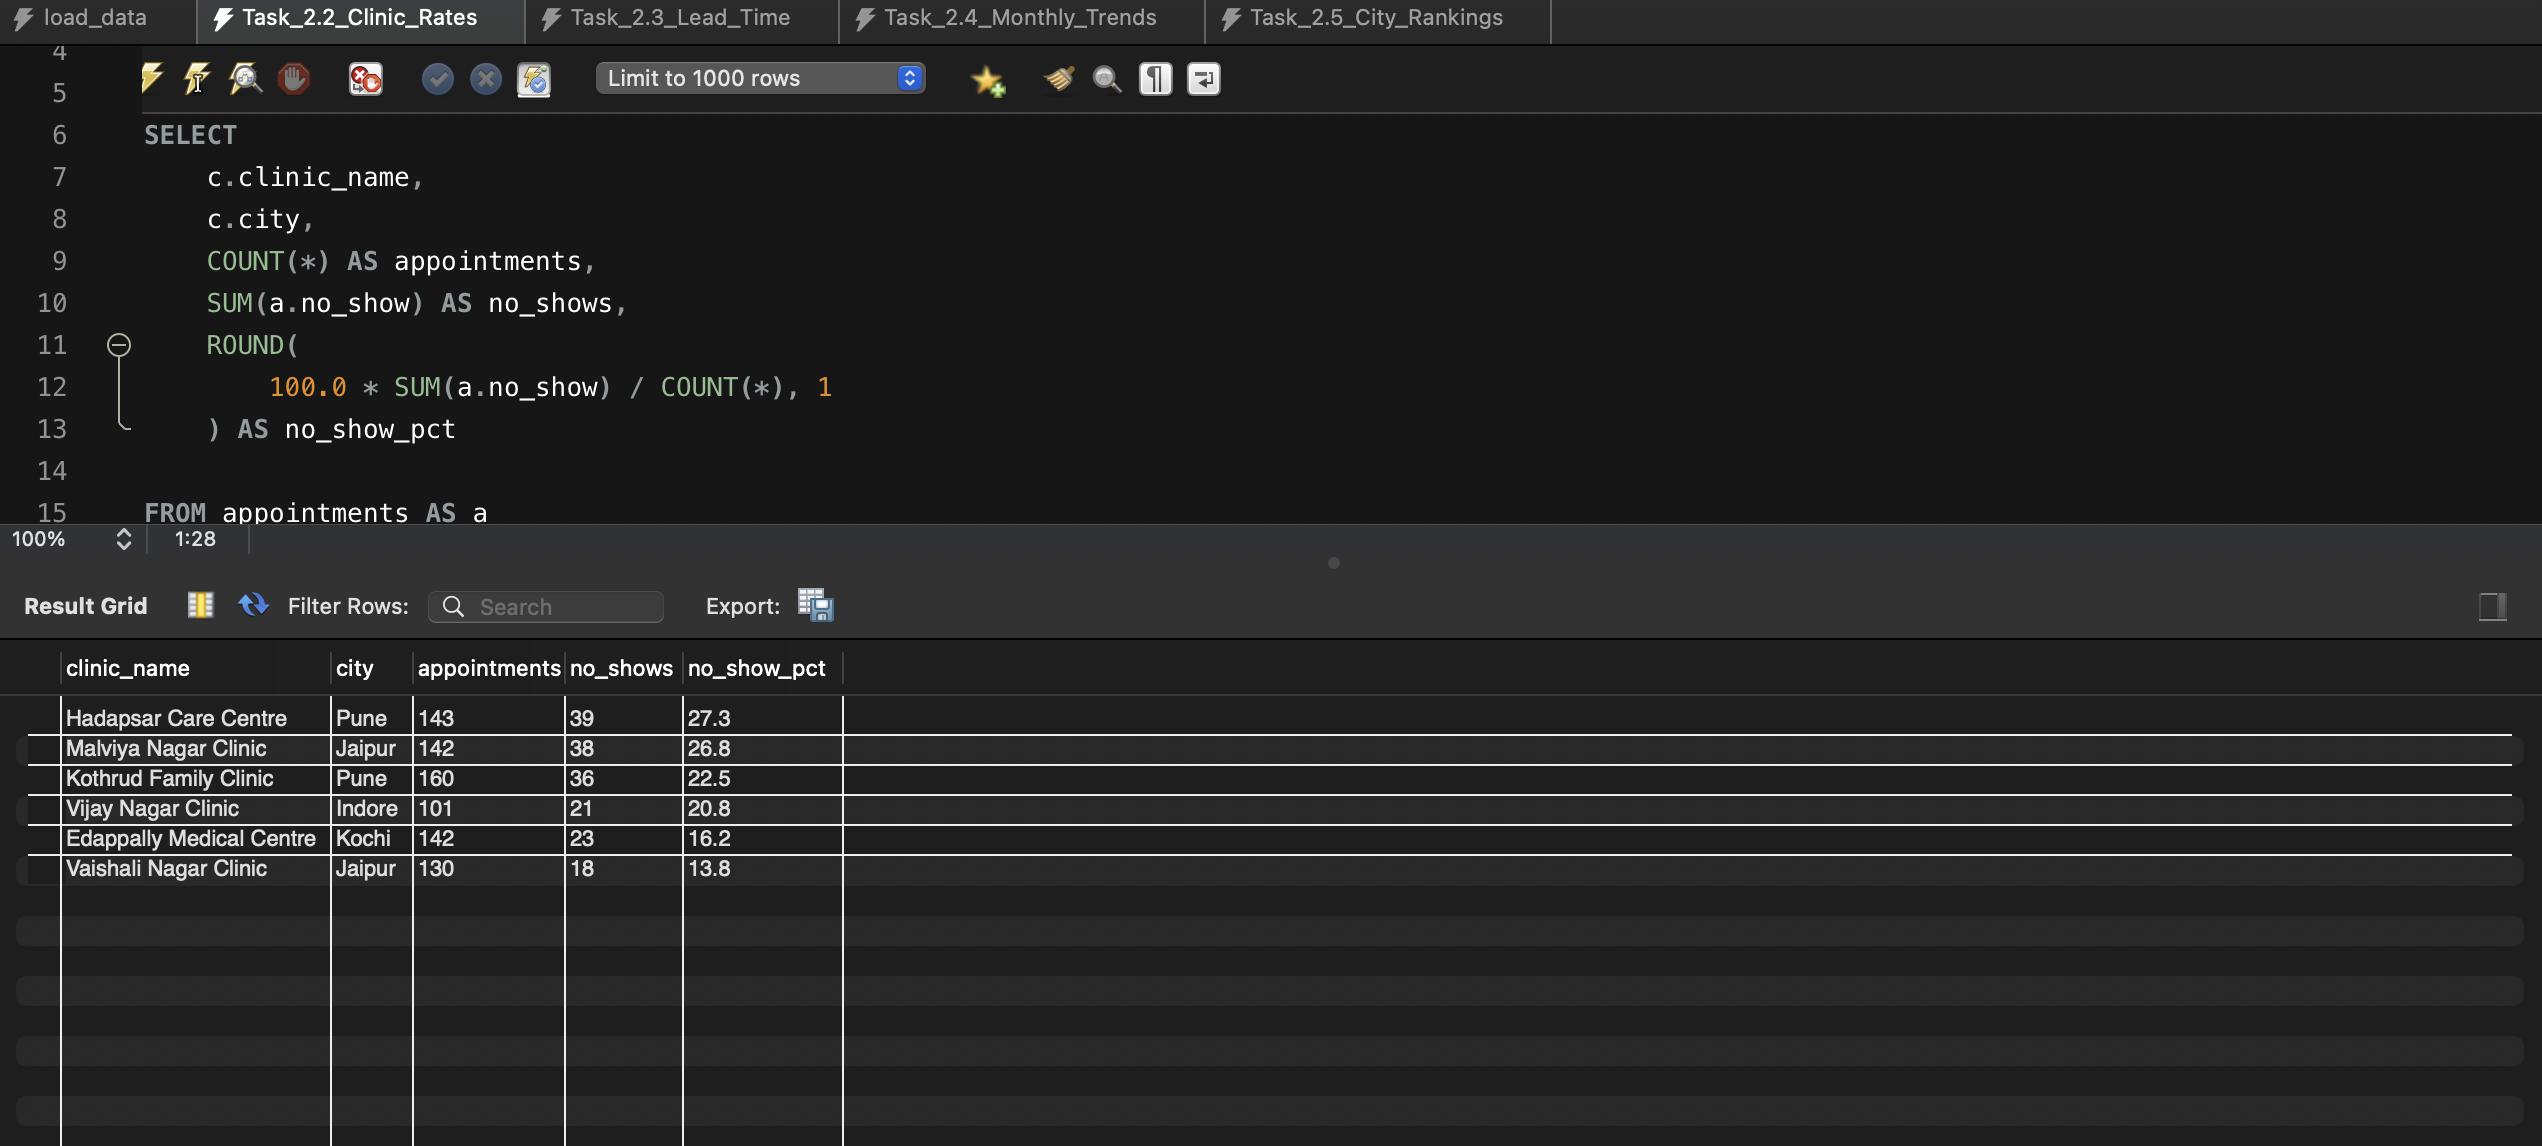 load_data Task_2.2_Clinic_Rates Task_2.3_Lead_Time Task_2.4_Monthly_Trends Task_2.5_City_Rankings
4
5 Limit to 1000 rows
6 SELECT
7 c.clinic_name,
8 c.city,
9 COUNT(*) AS appointments,
10 SUM(a.no_show) AS no_shows,
11 ROUND(
12 100.0 * SUM(a.no_show) / COUNT(*), 1
13 ) AS no_show_pct
14
15 FROM appointments AS a
100% 1:28
Result Grid Filter Rows: Search Export:
clinic_name city appointments no_shows no_show_pct
Hadapsar Care Centre Pune 143 39 27.3
Malviya Nagar Clinic Jaipur 142 38 26.8
Kothrud Family Clinic Pune 160 36 22.5
Vijay Nagar Clinic Indore 101 21 20.8
Edappally Medical Centre Kochi 142 23 16.2
Vaishali Nagar Clinic Jaipur 130 18 13.8